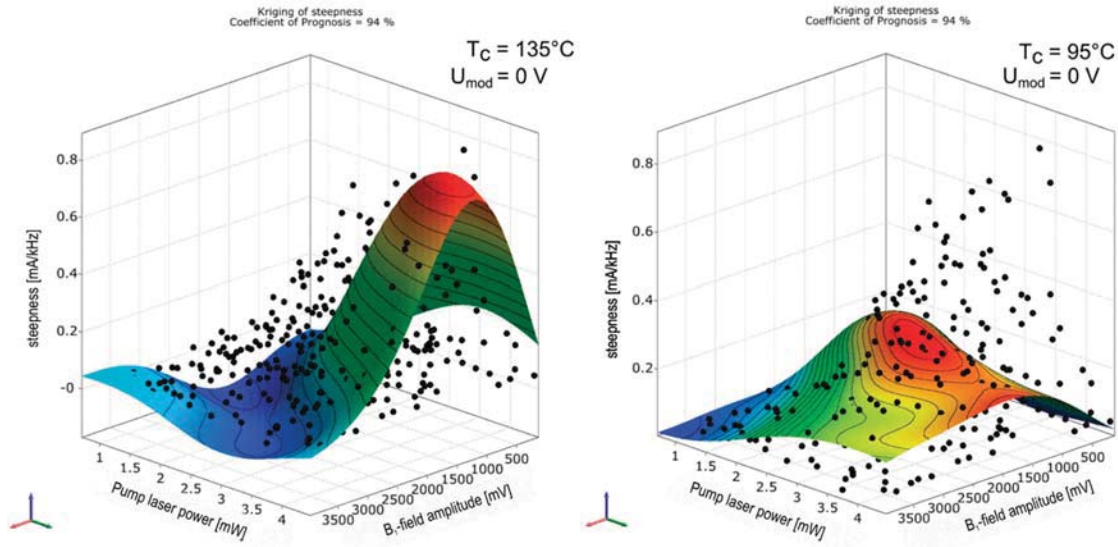 Kriging of steepness
Coefficient of Prognosis = 94 %
T_C = 135°C
U_mod = 0 V
0.8
0.6
0.4
0.2
-0
steepness [mA/kHz]
1
1.5
2
2.5
3
3.5
4
Pump laser power [mW]
3500
3000
2500
2000
1500
1000
500
B₁-field ampliitude [mV]
Kriging of steepness
Coefficient of Prognosis = 94 %
T_C = 95°C
U_mod = 0 V
0.8
0.6
0.4
0.2
steepness [mA/kHz]
1
1.5
2
2.5
3
3.5
4
Pump laser power [mW]
3500
3000
2500
2000
1500
1000
500
B₁-field ampliitude [mV]